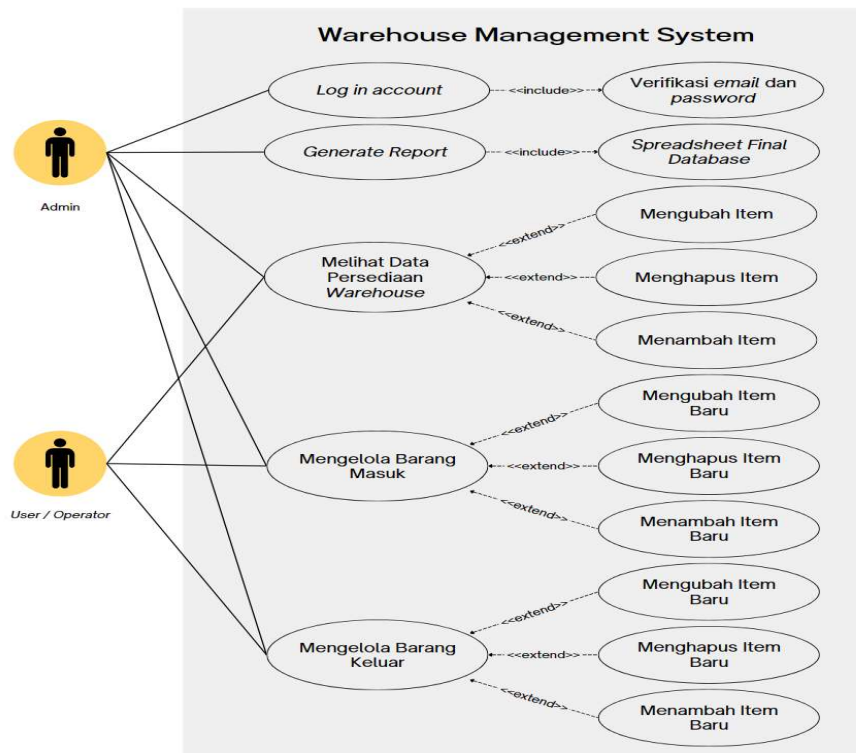 Warehouse Management System
Log in account
<<include>>
Verifikasi email dan
password
Generate Report
<<include>>
Spreadsheet Final
Database
Admin
Melihat Data
Persediaan
Warehouse
<<extend>>
Mengubah Item
<<extend>>
Menghapus Item
<<extend>>
Menambah Item
User / Operator
Mengelola Barang
Masuk
<<extend>>
Mengubah Item
Baru
<<extend>>
Menghapus Item
Baru
<<extend>>
Menambah Item
Baru
Mengelola Barang
Keluar
<<extend>>
Mengubah Item
Baru
<<extend>>
Menghapus Item
Baru
<<extend>>
Menambah Item
Baru